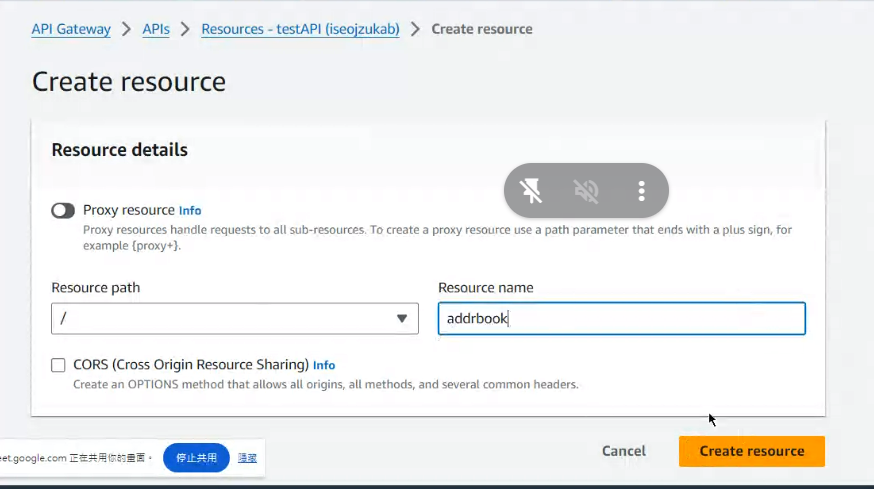 API Gateway > APIs > Resources - testAPI (iseojzukab) > Create resource
Create resource
Resource details
Proxy resource Info
Proxy resources handle requests to all sub-resources. To create a proxy resource use a path parameter that ends with a plus sign, for
example {proxy+}.
Resource path
Resource name
/
addrbook
CORS (Cross Origin Resource Sharing) Info
Create an OPTIONS method that allows all origins, all methods, and several common headers.
eet.google.com 正在共用你的畫面。 停止共用 隱藏
Cancel
Create resource